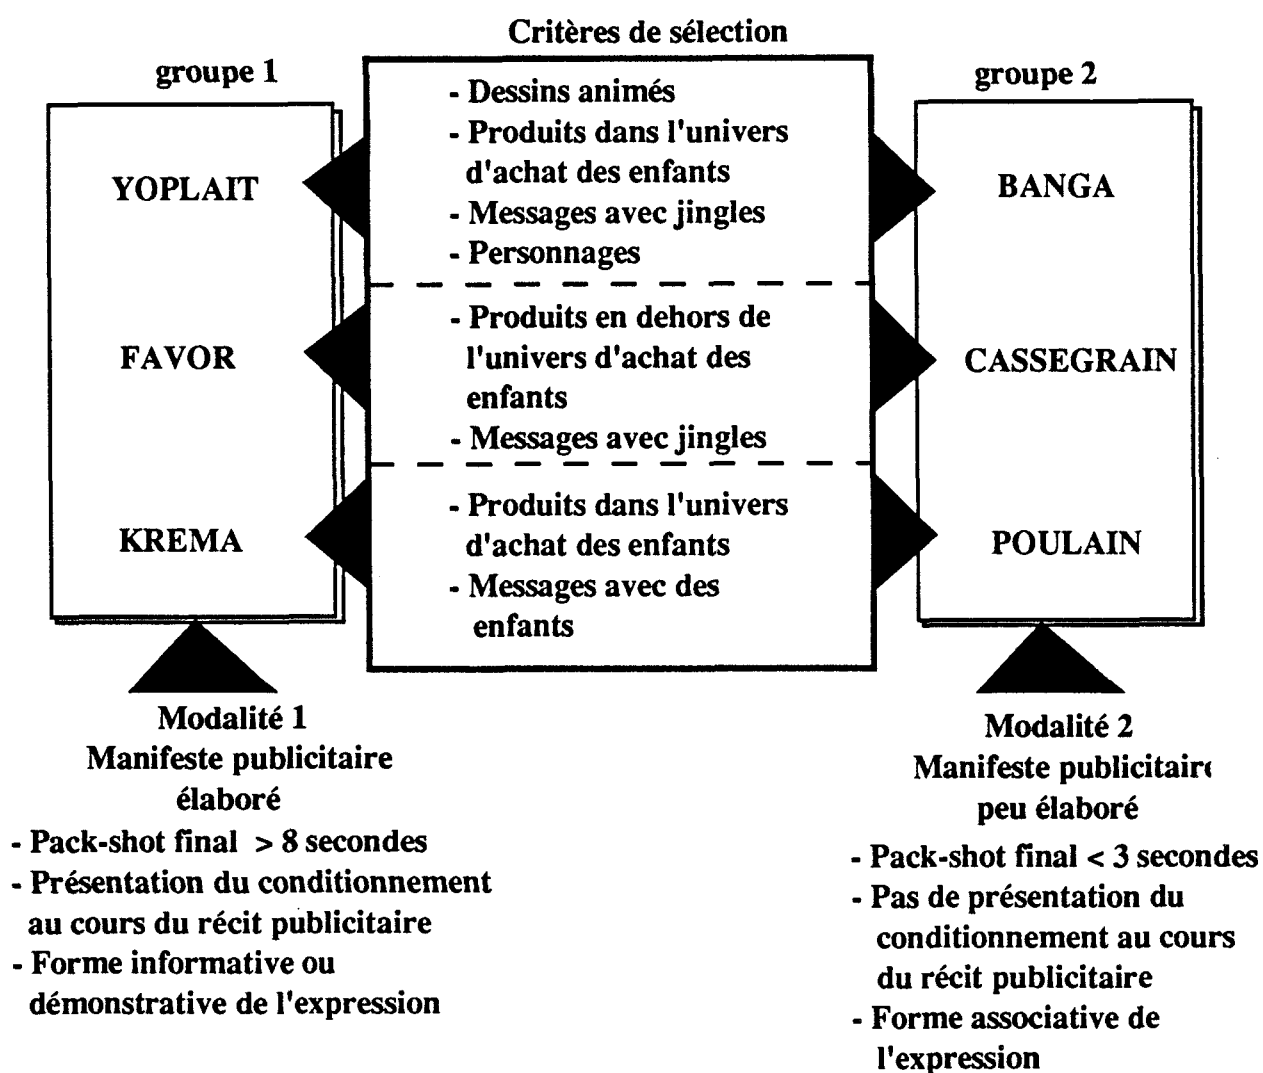 Critères de sélection
groupe 1
- Dessins animés
- Produits dans l'univers
d'achat des enfants
- Messages avec jingles
- Personnages
groupe 2
YOPLAIT
BANGA
- Produits en dehors de
l'univers d'achat des
enfants
- Messages avec jingles
FAVOR
CASSEGRAIN
- Produits dans l'univers
d'achat des enfants
- Messages avec des
enfants
KREMA
POULAIN
Modalité 1
Manifeste publicitaire
élaboré
- Pack-shot final > 8 secondes
- Présentation du conditionnement
au cours du récit publicitaire
- Forme informative ou
démonstrative de l'expression
Modalité 2
Manifeste publicitaire
peu élaboré
- Pack-shot final < 3 secondes
- Pas de présentation du
conditionnement au cours
du récit publicitaire
- Forme associative de
l'expression